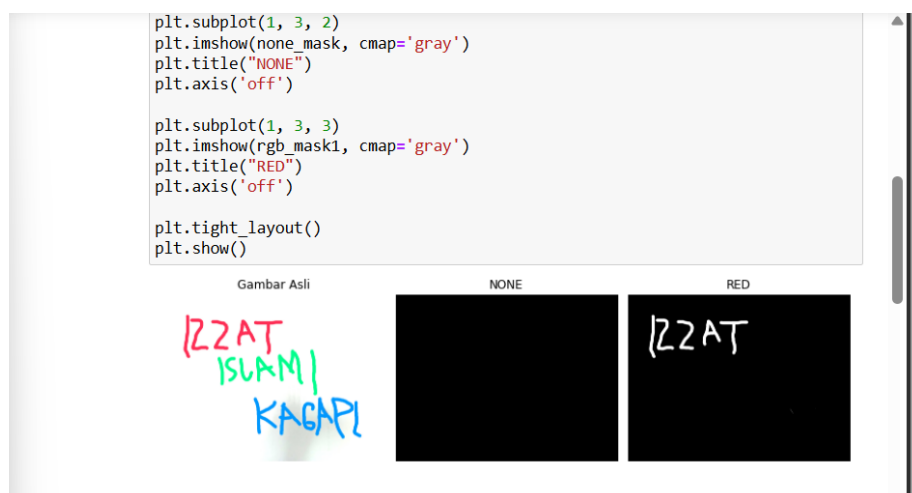 plt.subplot(1, 3, 2)
plt.imshow(none_mask, cmap='gray')
plt.title("NONE")
plt.axis('off')
plt.subplot(1, 3, 3)
plt.imshow(rgb_mask1, cmap='gray')
plt.title("RED")
plt.axis('off')
plt.tight_layout()
plt.show()
Gambar Asli
NONE
RED
IZZAT
ISLAMI
KAGAPI
IZZAT